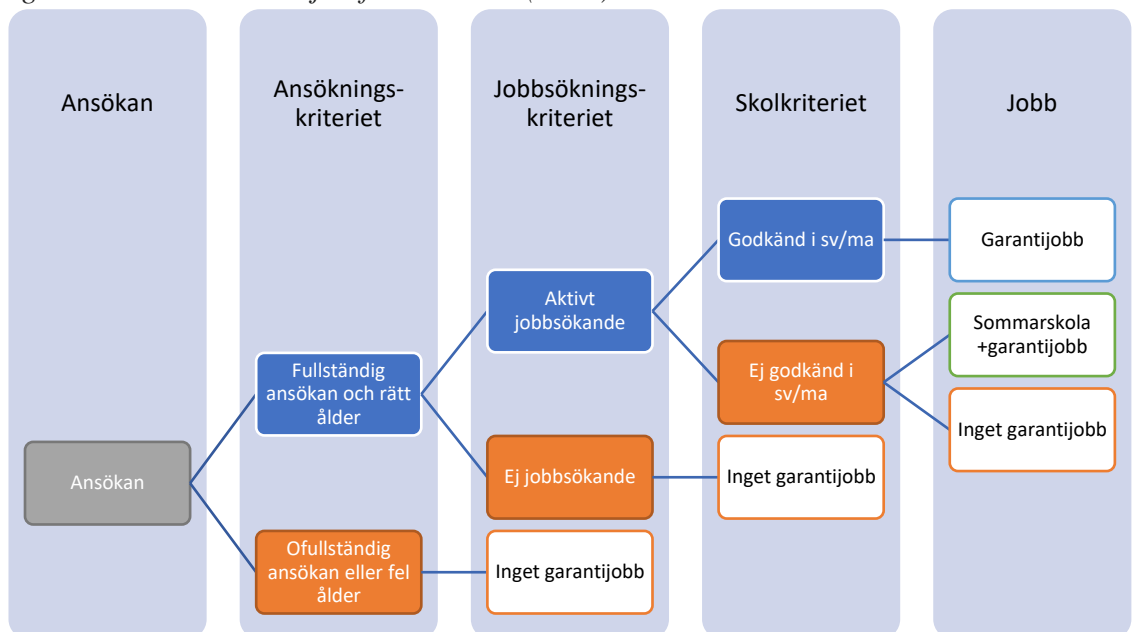 Ansökan
Ansöknings-
kriteriet
Jobbsöknings-
kriteriet
Skolkriteriet
Jobb
Godkänd i sv/ma
Garantijobb
Aktivt
jobbsökande
Sommarskola
+garantijobb
Fullständig
ansökan och rätt
ålder
Ej godkänd i
sv/ma
Inget garantijobb
Ansökan
Ej jobbsökande
Inget garantijobb
Ofullständig
ansökan eller fel
ålder
Inget garantijobb